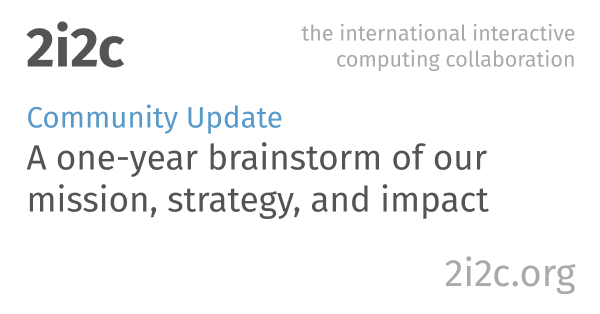 2i2c
the international interactive
computing collaboration
Community Update
A one-year brainstorm of our
mission, strategy, and impact
2i2c.org